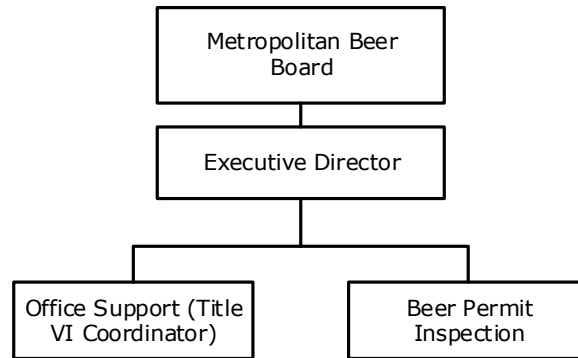 Metropolitan Beer
Board
Executive Director
Office Support (Title
VI Coordinator)
Beer Permit
Inspection